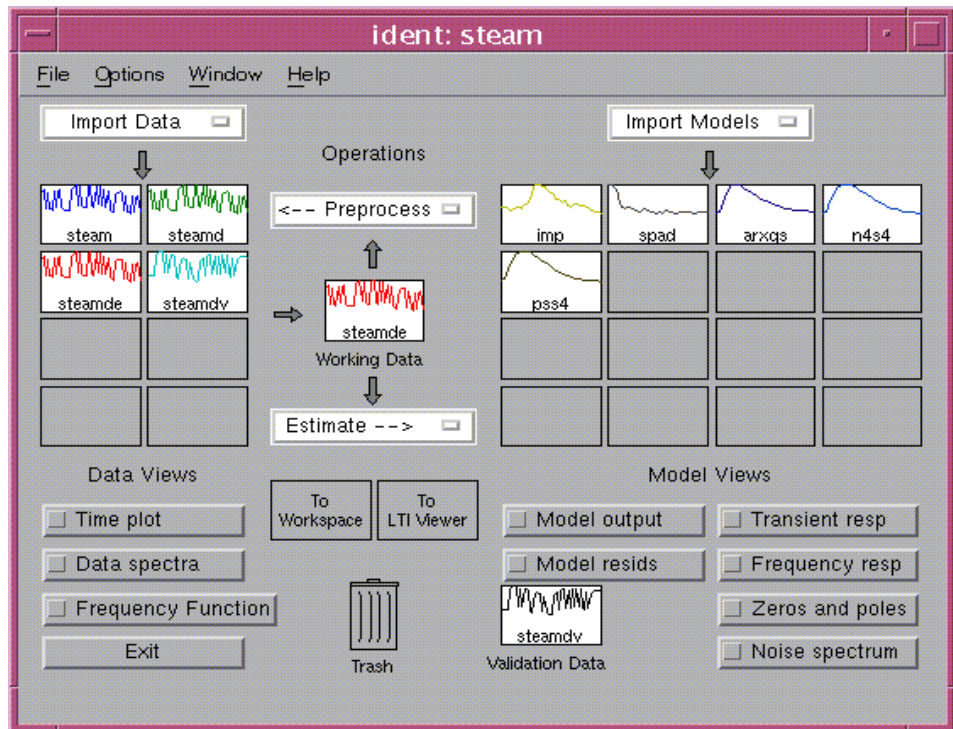 ident: steam
File Options Window Help
Import Data
Import Models
Operations
steam
steamd
<-- Preprocess
imp
spad
arxqs
n4s4
steamde
steamdv
steamde
pss4
Working Data
Estimate -->
Data Views
Model Views
To Workspace
To LTI Viewer
Time plot
Model output
Transient resp
Data spectra
Model resids
Frequency resp
Frequency Function
Zeros and poles
steamdv
Exit
Trash
Validation Data
Noise spectrum